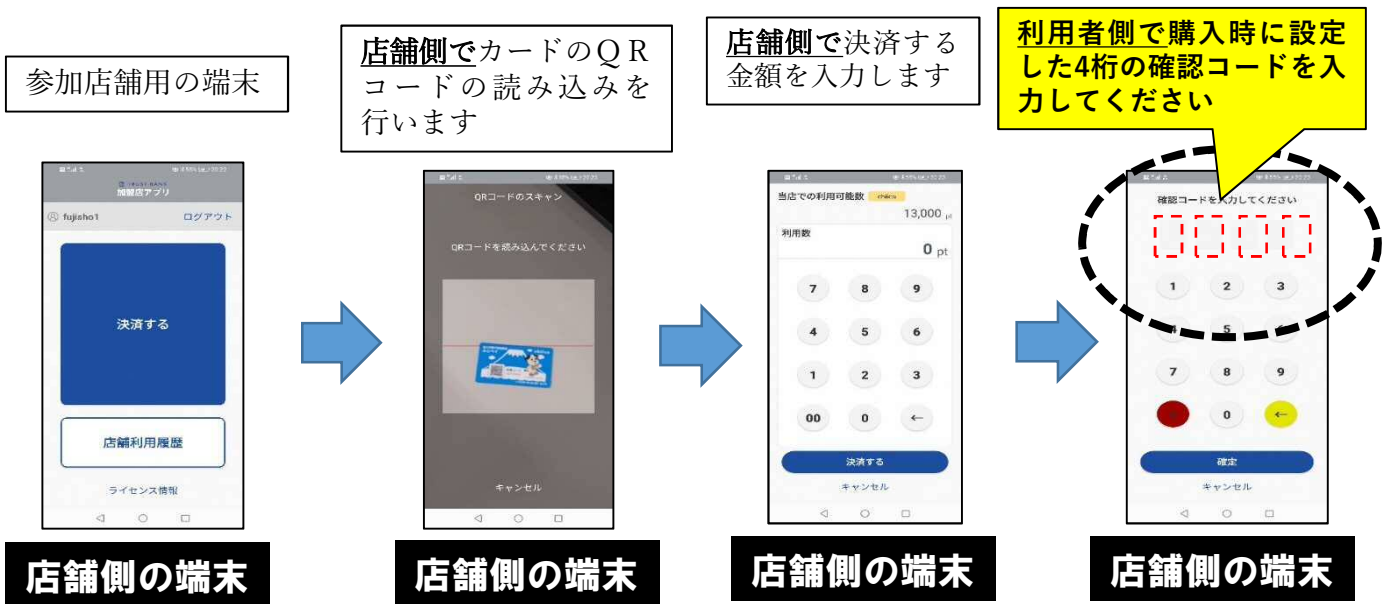 参加店舗用の端末
店舗側でカードのＱＲ
コードの読み込みを
行います
店舗側で決済する
金額を入力します
利用者側で購入時に設定
した4桁の確認コードを入
力してください
TRUST BANK
加盟店アプリ
fujisho1
ログアウト
決済する
店舗利用履歴
ライセンス情報
店舗側の端末
QRコードのスキャン
QRコードを読み込んでください
キャンセル
店舗側の端末
当店での利用可能数
13,000 pt
利用数
0 pt
7 8 9
4 5 6
1 2 3
00 0 ←
決済する
キャンセル
店舗側の端末
確認コードを入力してください
1 2 3
4 5 6
7 8 9
0 ←
確定
キャンセル
店舗側の端末